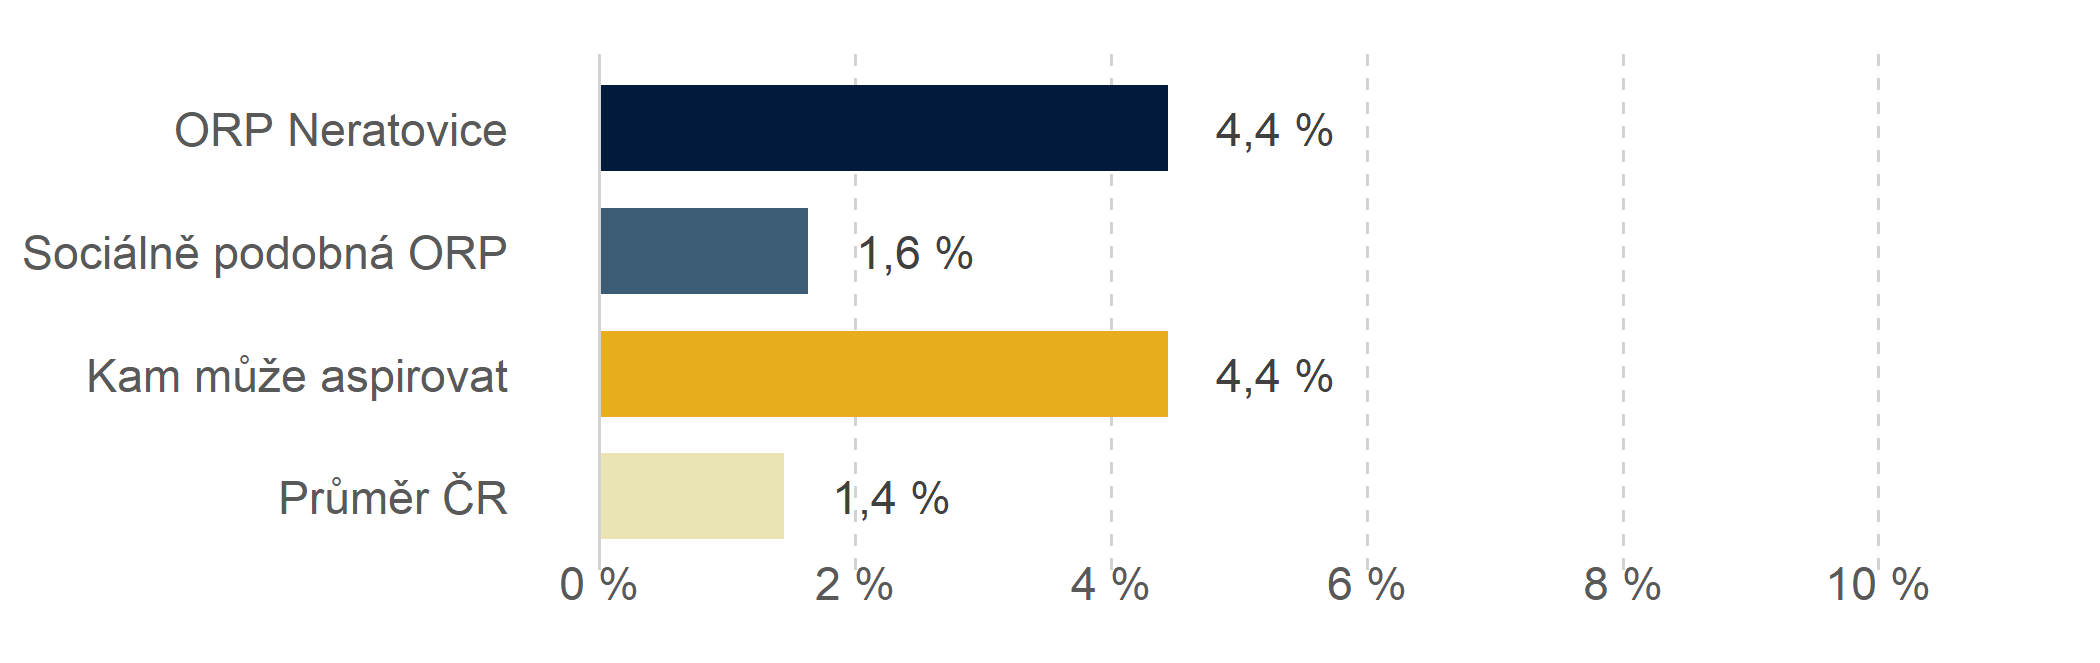 ORP Neratovice 4,4 %
Sociálně podobná ORP 1,6 %
Kam může aspirovat 4,4 %
Průměr ČR 1,4 %
0 % 2 % 4 % 6 % 8 % 10 %